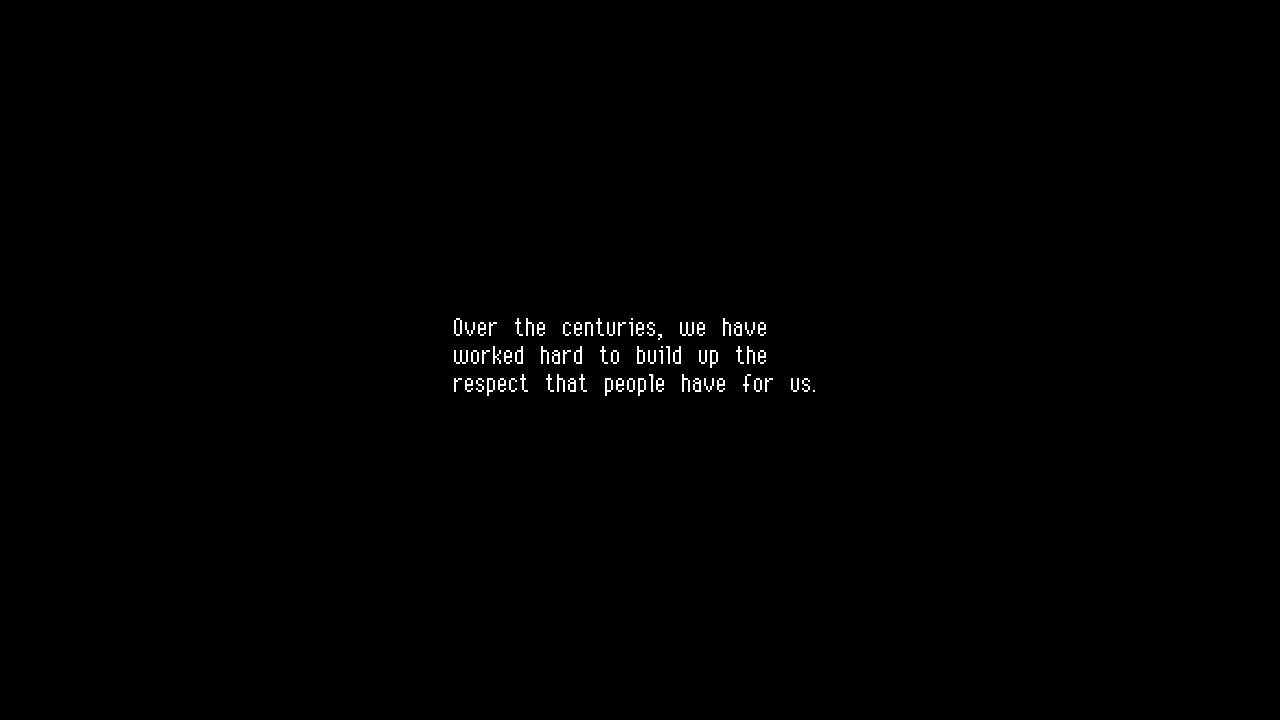 Over the centuries, we have
worked hard to build up the
respect that people have for us.